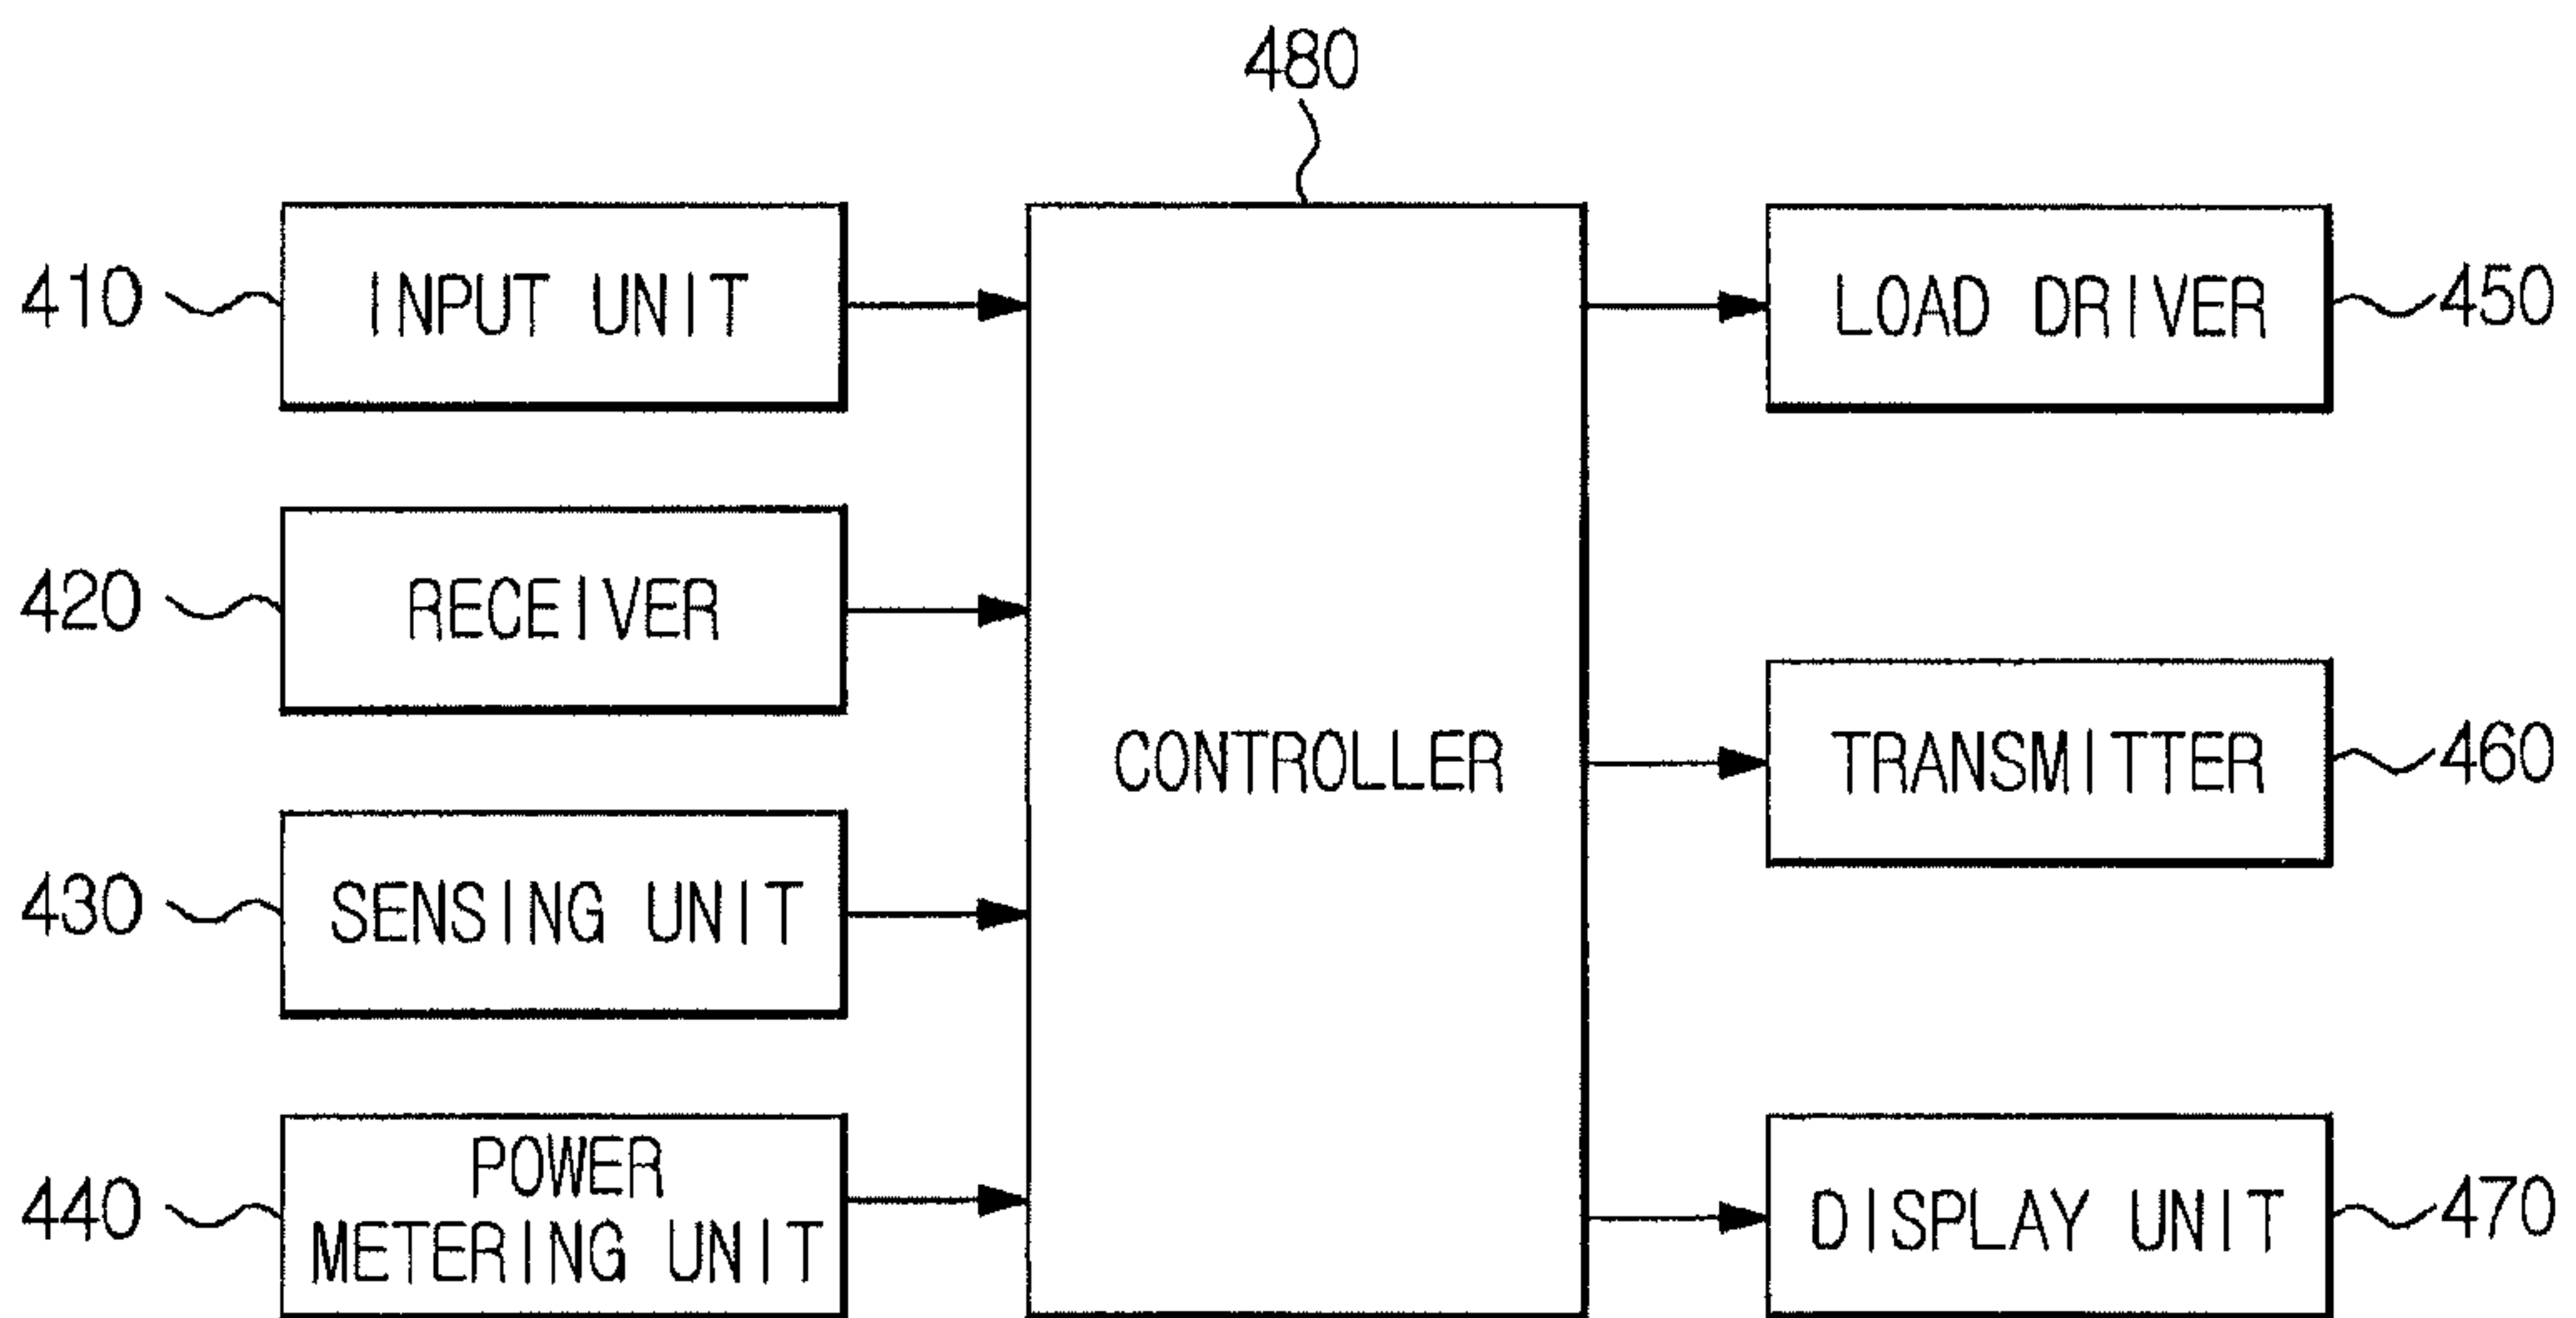 480
410
INPUT UNIT
LOAD DRIVER
450
420
RECEIVER
CONTROLLER
TRANSMITTER
460
430
SENSING UNIT
440
POWER
METERING UNIT
DISPLAY UNIT
470